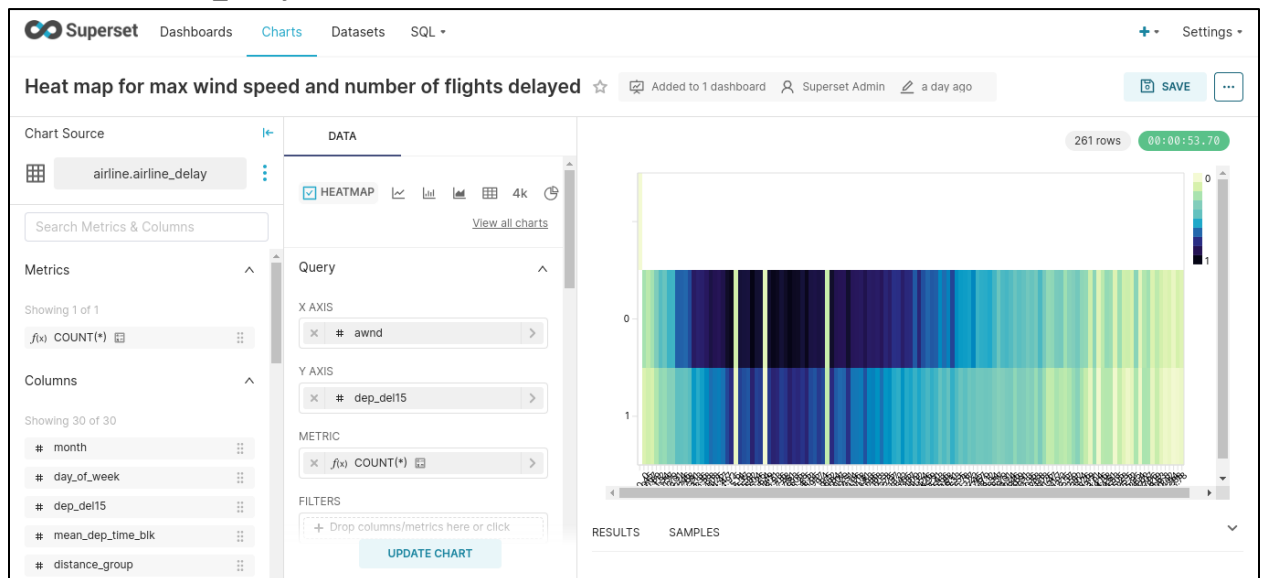 Superset Dashboards Charts Datasets SQL
+ Settings
Heat map for max wind speed and number of flights delayed Added to 1 dashboard Superset Admin a day ago SAVE ...
Chart Source
airline.airline_delay
Search Metrics & Columns
Metrics
Showing 1 of 1
f(x) COUNT(*)
Columns
Showing 30 of 30
# month
# day_of_week
# dep_del15
# mean_dep_time_blk
# distance_group
DATA
HEATMAP 4k
View all charts
Query
X AXIS
× # awnd
Y AXIS
× # dep_del15
METRIC
× f(x) COUNT(*)
FILTERS
+ Drop columns/metrics here or click
UPDATE CHART
261 rows 00:00:53.70
0
1
0
1
RESULTS SAMPLES